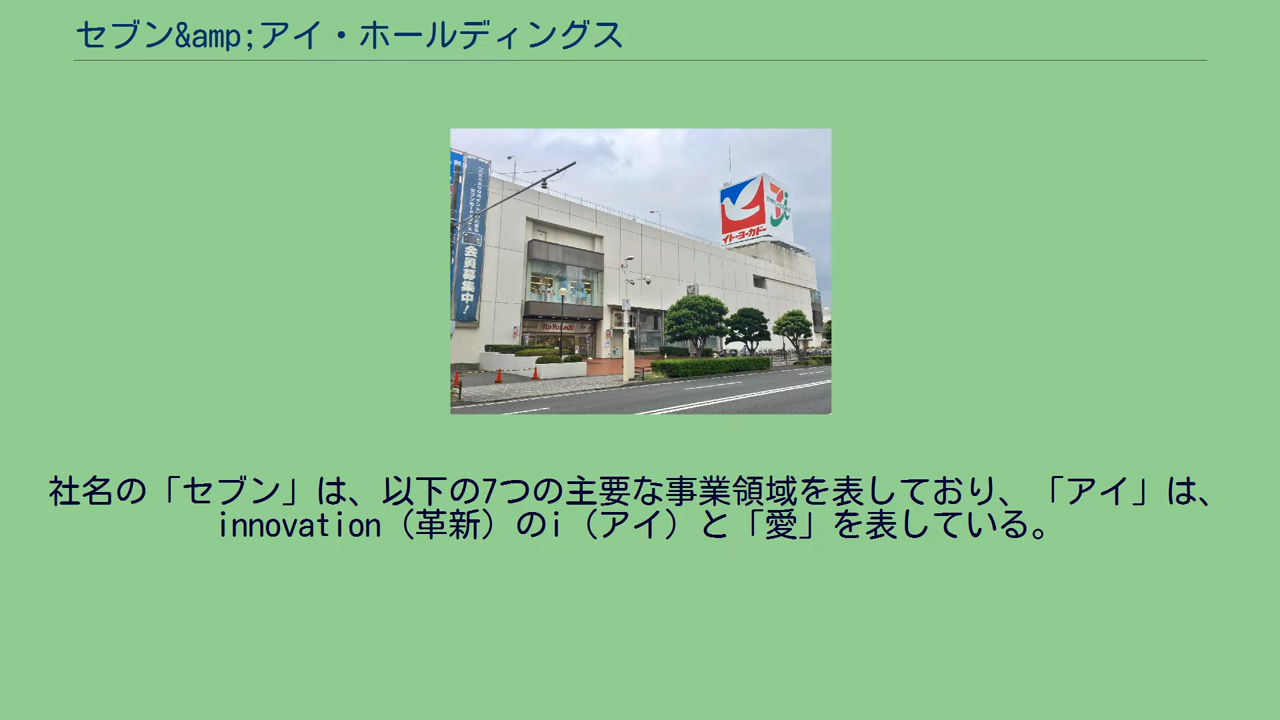 セブン&amp;アイ・ホールディングス
イトーヨーカドー
会員募集中!
Ito Yokado
社名の「セブン」は、以下の7つの主要な事業領域を表しており、「アイ」は、
innovation（革新）のi（アイ）と「愛」を表している。